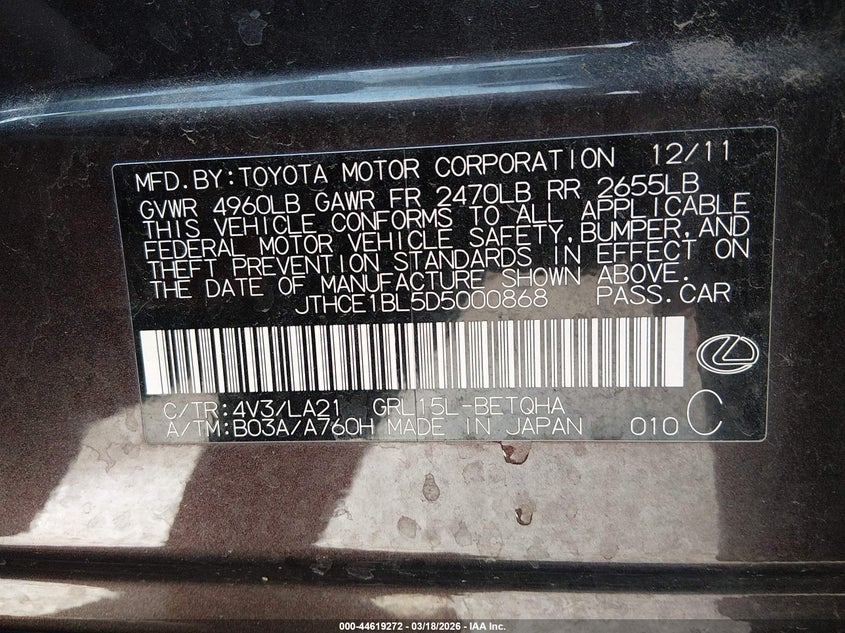 MFD.BY:TOYOTA MOTOR CORPORATION 12/11
GVWR 4960LB GAWR FR 2470LB RR 2655LB
THIS VEHICLE CONFORMS TO ALL APPLICABLE
FEDERAL MOTOR VEHICLE SAFETY,BUMPER,AND
THEFT PREVENTION STANDARDS IN EFFECT ON
THE DATE OF MANUFACTURE SHOWN ABOVE.
JTHCE1BL5D5000868 PASS.CAR
C/TR:4V3/LA21 GRL15L-BETQHA
A/TM:B03A/A760H MADE IN JAPAN 010 C
000-44619272 - 03/18/2026 - IAA Inc.